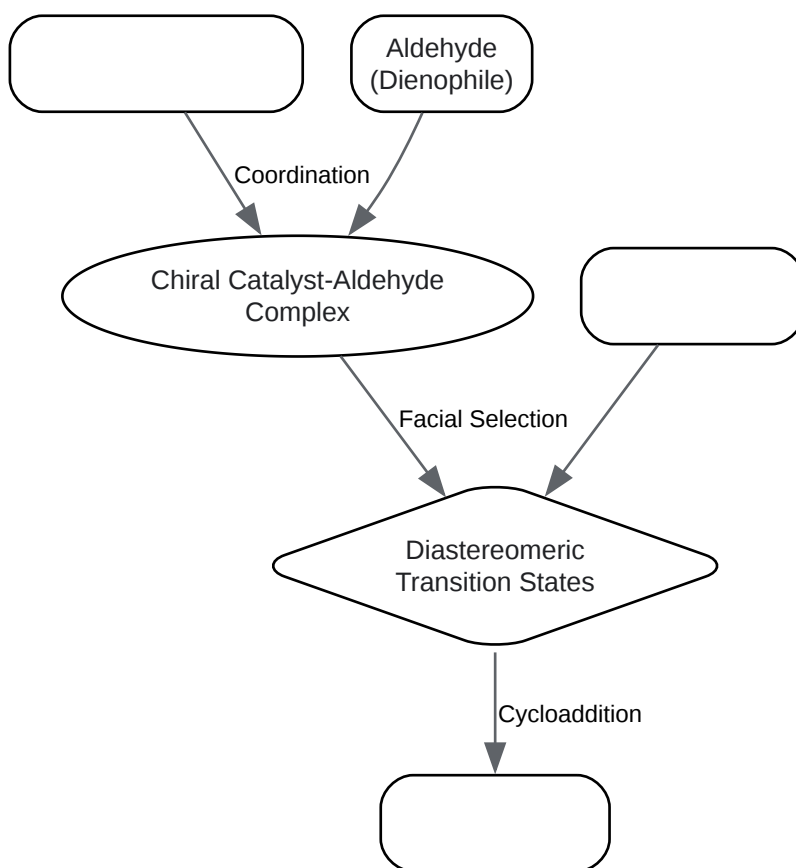 Aldehyde
(Dienophile)
Coordination
Chiral Catalyst-Aldehyde
Complex
Facial Selection
Diastereomeric
Transition States
Cycloaddition